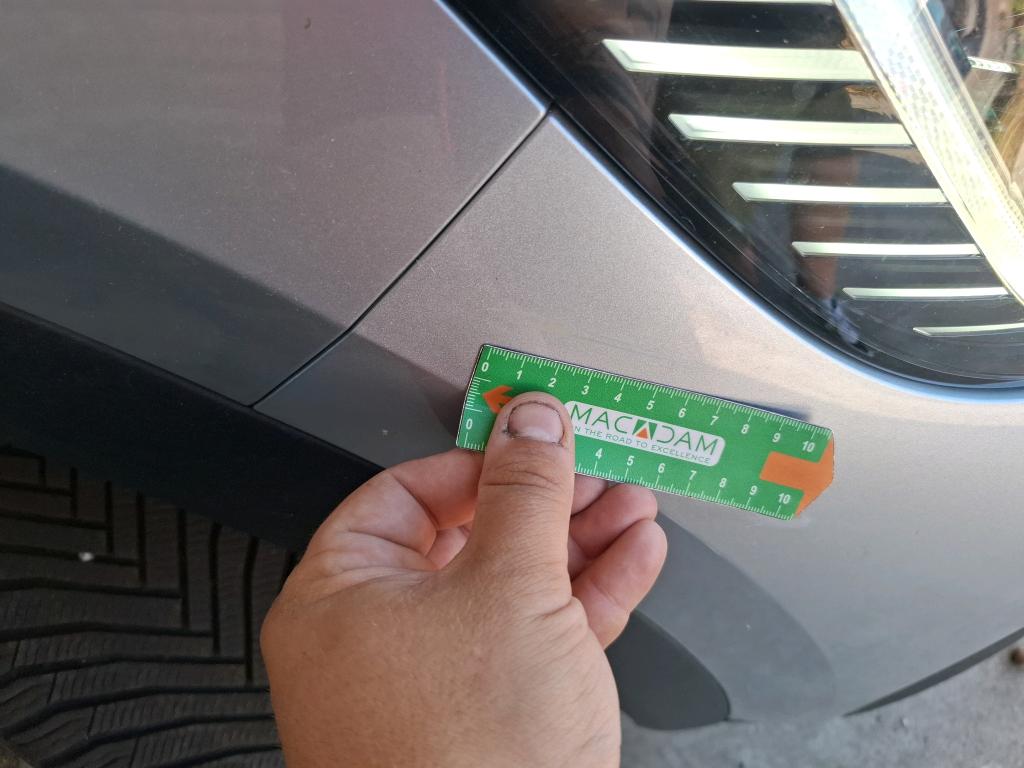 0 1 2 3 4 5 6 7 8 9 10
MACADAM
N THE ROAD TO EXCELLENCE
0 4 5 6 7 8 9 10